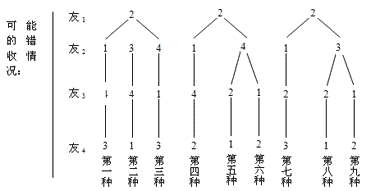 可 能
的 错
收 情
况:
友₁ 2 2 2
友₂ 1 3 4 1 4 1 3
友₃ 4 1 4 2 1 2 2 1
友₄ 3 1 3 2 1 2 3 1 2
第一种
第二种
第三种
第四种
第五种
第六种
第七种
第八种
第九种